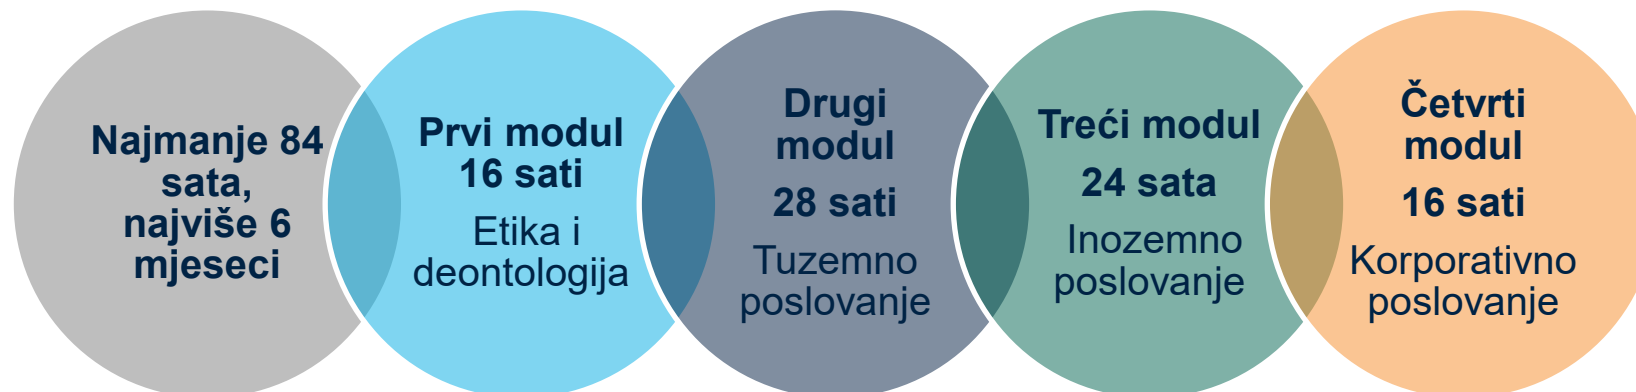 Najmanje 84
sata,
najviše 6
mjeseci
Prvi modul
16 sati
Etika i
deontologija
Drugi
modul
28 sati
Tuzemno
poslovanje
Treći modul
24 sata
Inozemno
poslovanje
Četvrti
modul
16 sati
Korporativno
poslovanje